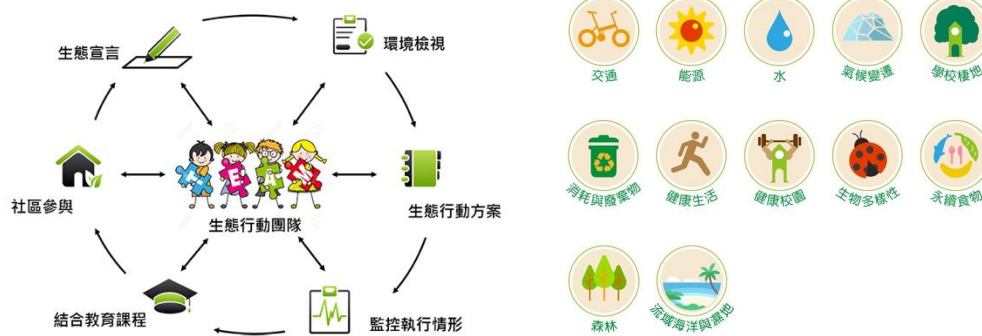 生態宣言
環境檢視
社區參與
TEAM
生態行動團隊
生態行動方案
結合教育課程
監控執行情形
交通
能源
水
氣候變遷
學校棲地
消耗與廢棄物
健康生活
健康校園
生物多樣性
永續食物
森林
流域海洋與濕地